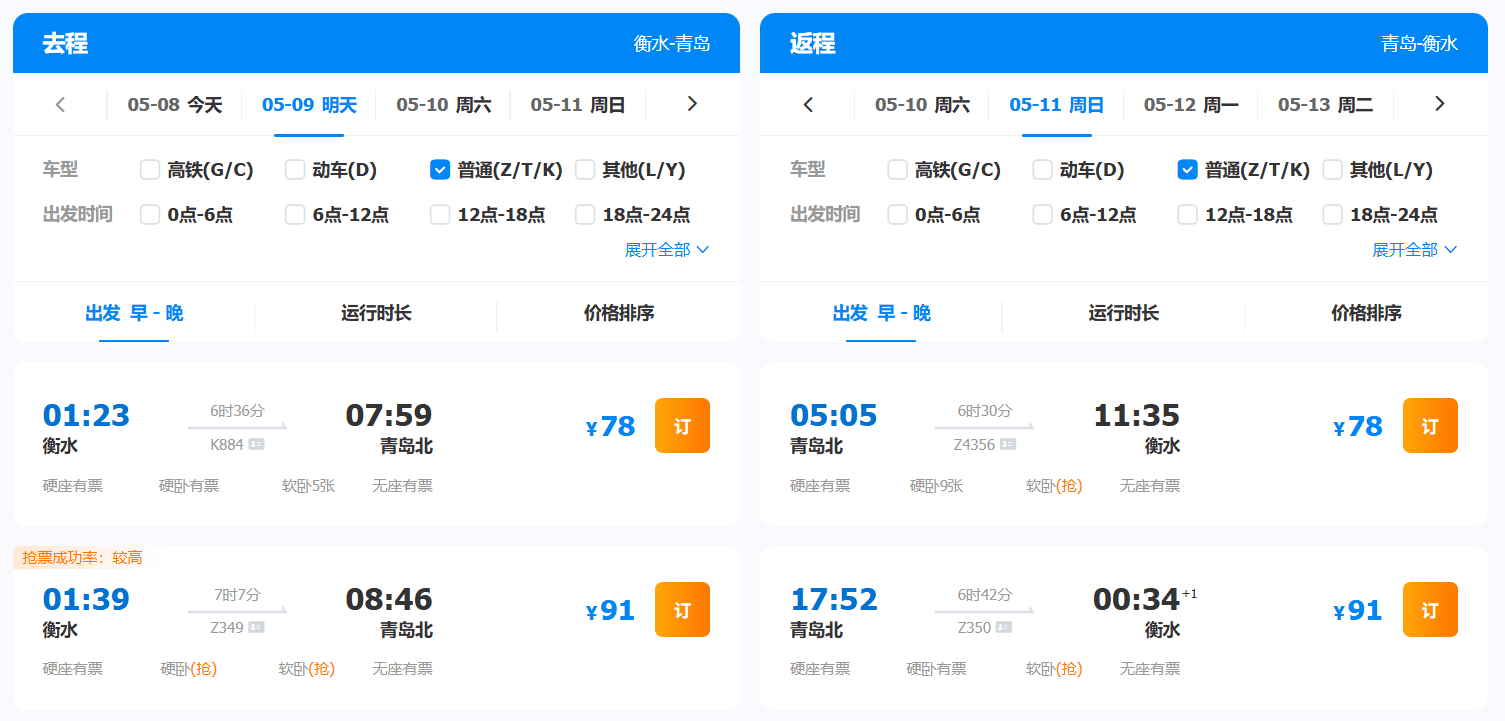 去程 衡水-青岛
05-08 今天 05-09 明天 05-10 周六 05-11 周日
车型 高铁(G/C) 动车(D) 普通(Z/T/K) 其他(L/Y)
出发时间 0点-6点 6点-12点 12点-18点 18点-24点
展开全部
出发 早 - 晚 运行时长 价格排序
01:23 6时36分 07:59 ¥78 订
衡水 K884 青岛北
硬座有票 硬卧有票 软卧5张 无座有票
抢票成功率：较高
01:39 7时7分 08:46 ¥91 订
衡水 Z349 青岛北
硬座有票 硬卧(抢) 软卧(抢) 无座有票
返程 青岛-衡水
05-10 周六 05-11 周日 05-12 周一 05-13 周二
车型 高铁(G/C) 动车(D) 普通(Z/T/K) 其他(L/Y)
出发时间 0点-6点 6点-12点 12点-18点 18点-24点
展开全部
出发 早 - 晚 运行时长 价格排序
05:05 6时30分 11:35 ¥78 订
青岛北 Z4356 衡水
硬座有票 硬卧9张 软卧(抢) 无座有票
17:52 6时42分 00:34+1 ¥91 订
青岛北 Z350 衡水
硬座有票 硬卧有票 软卧(抢) 无座有票